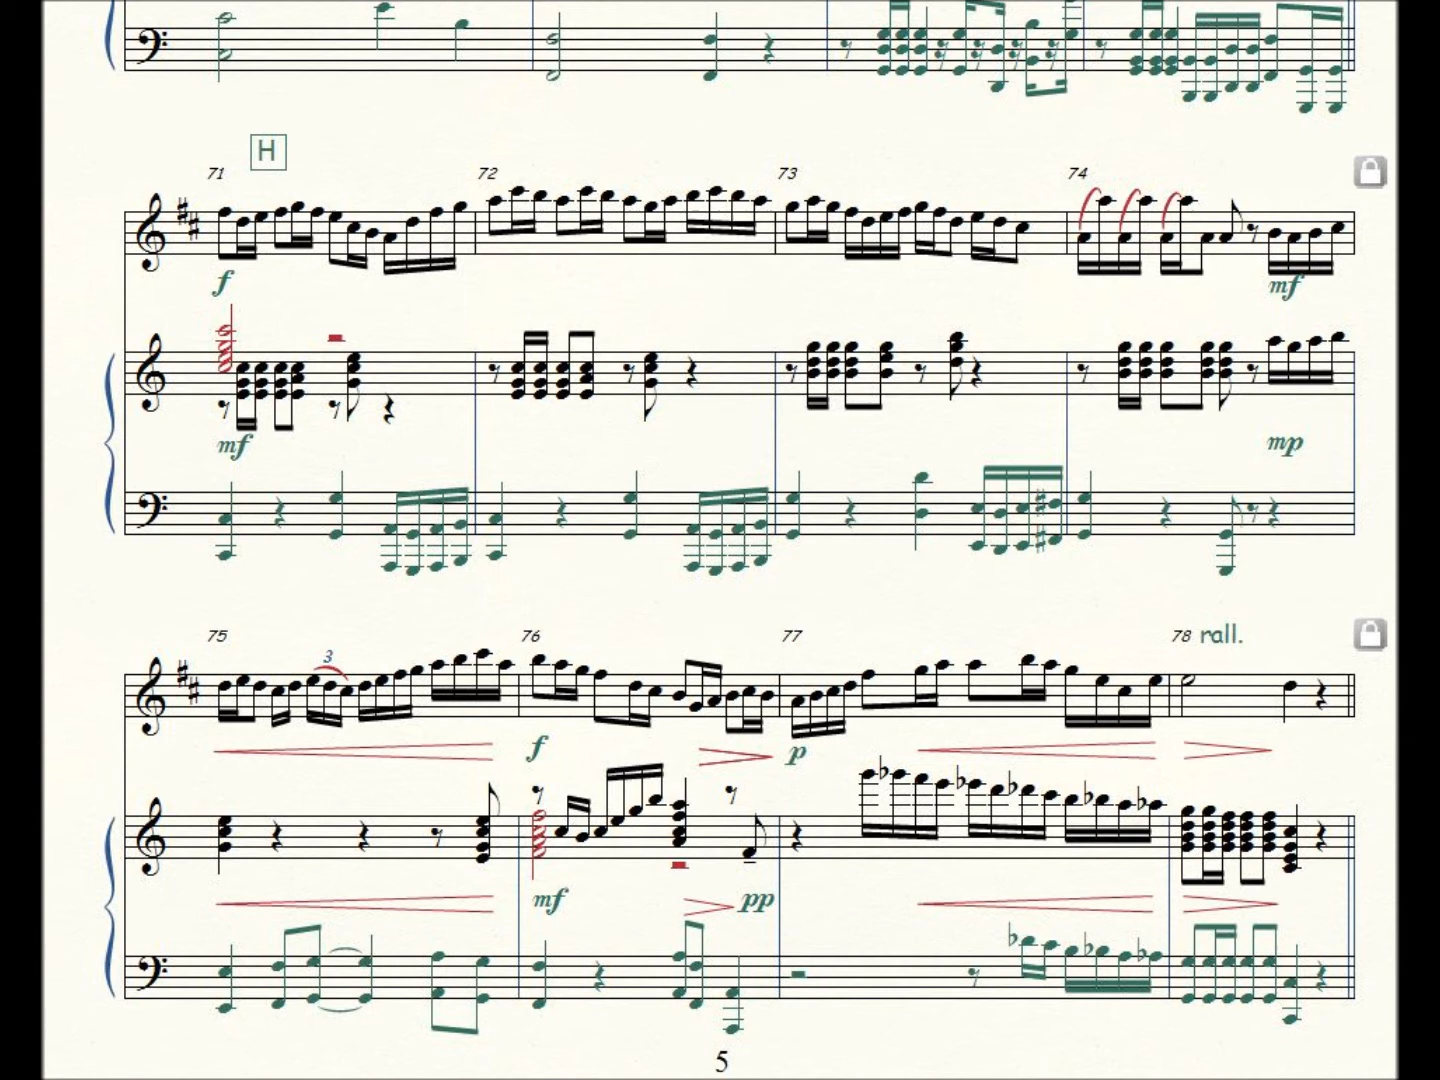 H
71 72 73 74
f mf
mf mp
75 3 76 77 78 rall.
f p
mf pp
5